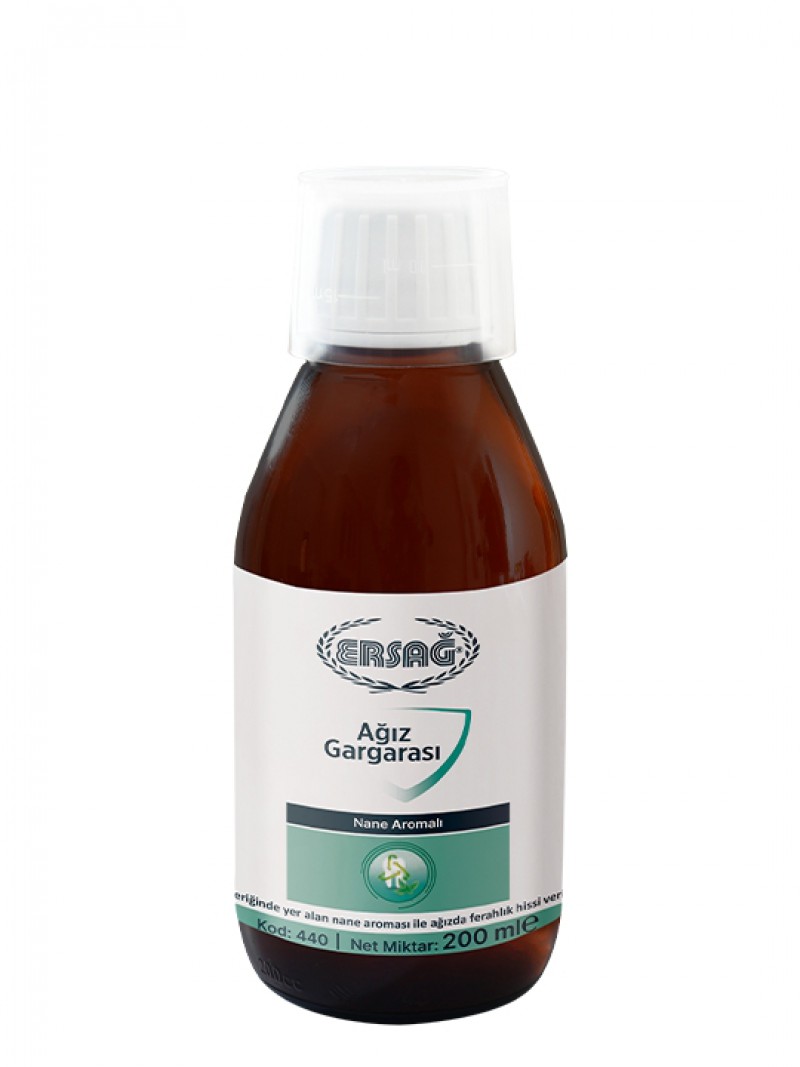 ERSAĞ®
Ağız
Gargarası
Nane Aromalı
eriğinde yer alan nane aroması ile ağızda ferahlık hissi ver
Kod: 440 | Net Miktar: 200 ml℮
200cc